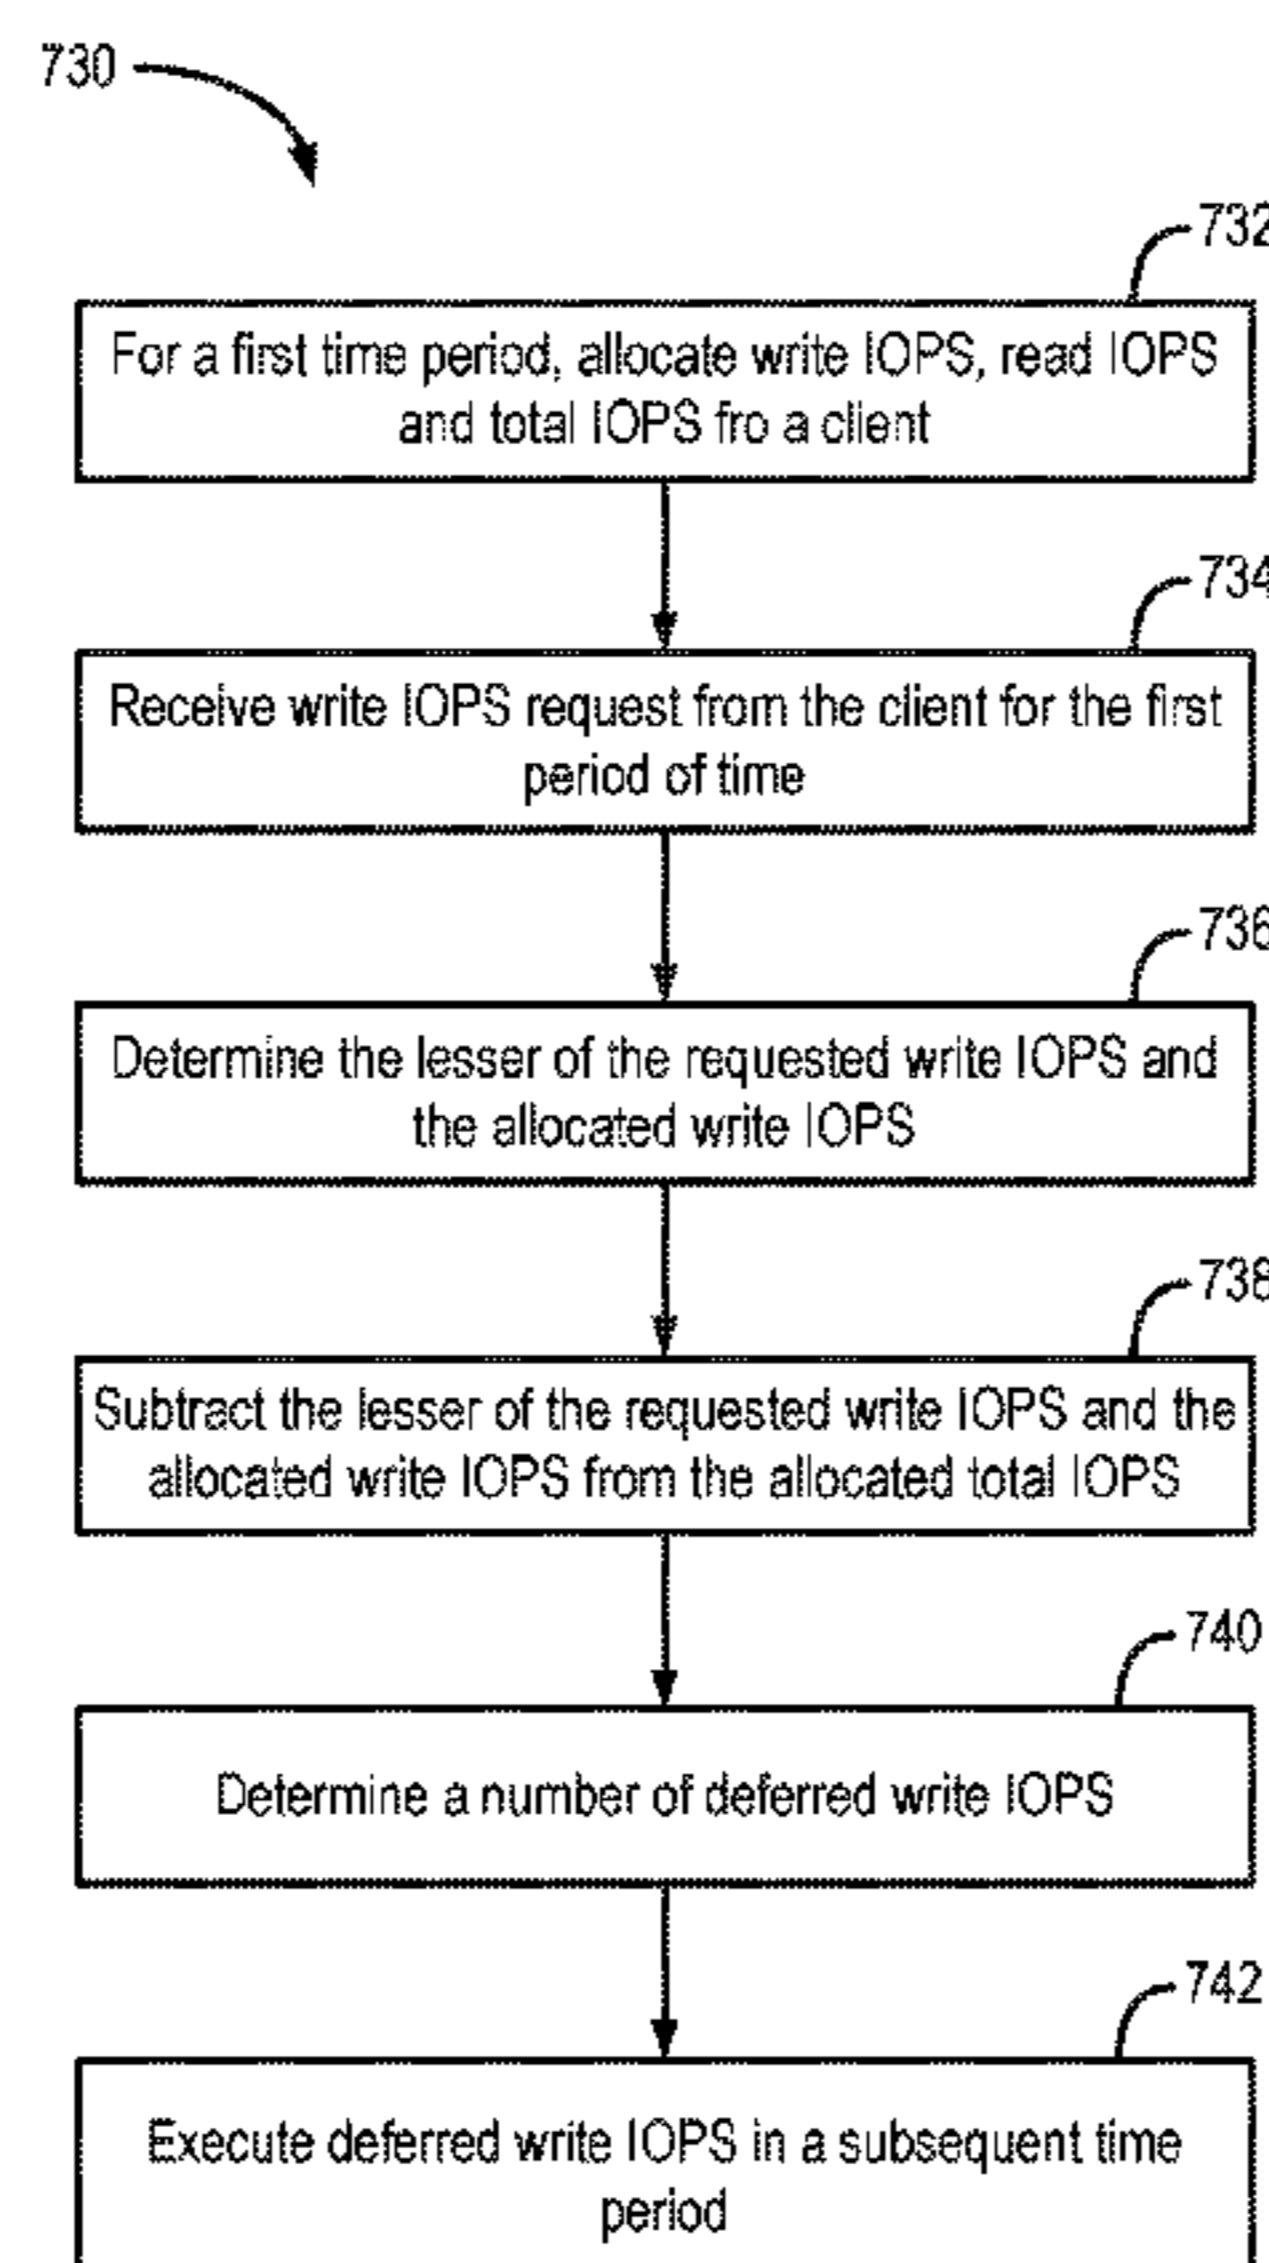 730
732
For a first time period, allocate write IOPS, read IOPS
and total IOPS fro a client
734
Receive write IOPS request from the client for the first
period of time
736
Determine the lesser of the requested write IOPS and
the allocated write IOPS
738
Subtract the lesser of the requested write IOPS and the
allocated write IOPS from the allocated total IOPS
740
Determine a number of deferred write IOPS
742
Execute deferred write IOPS in a subsequent time
period